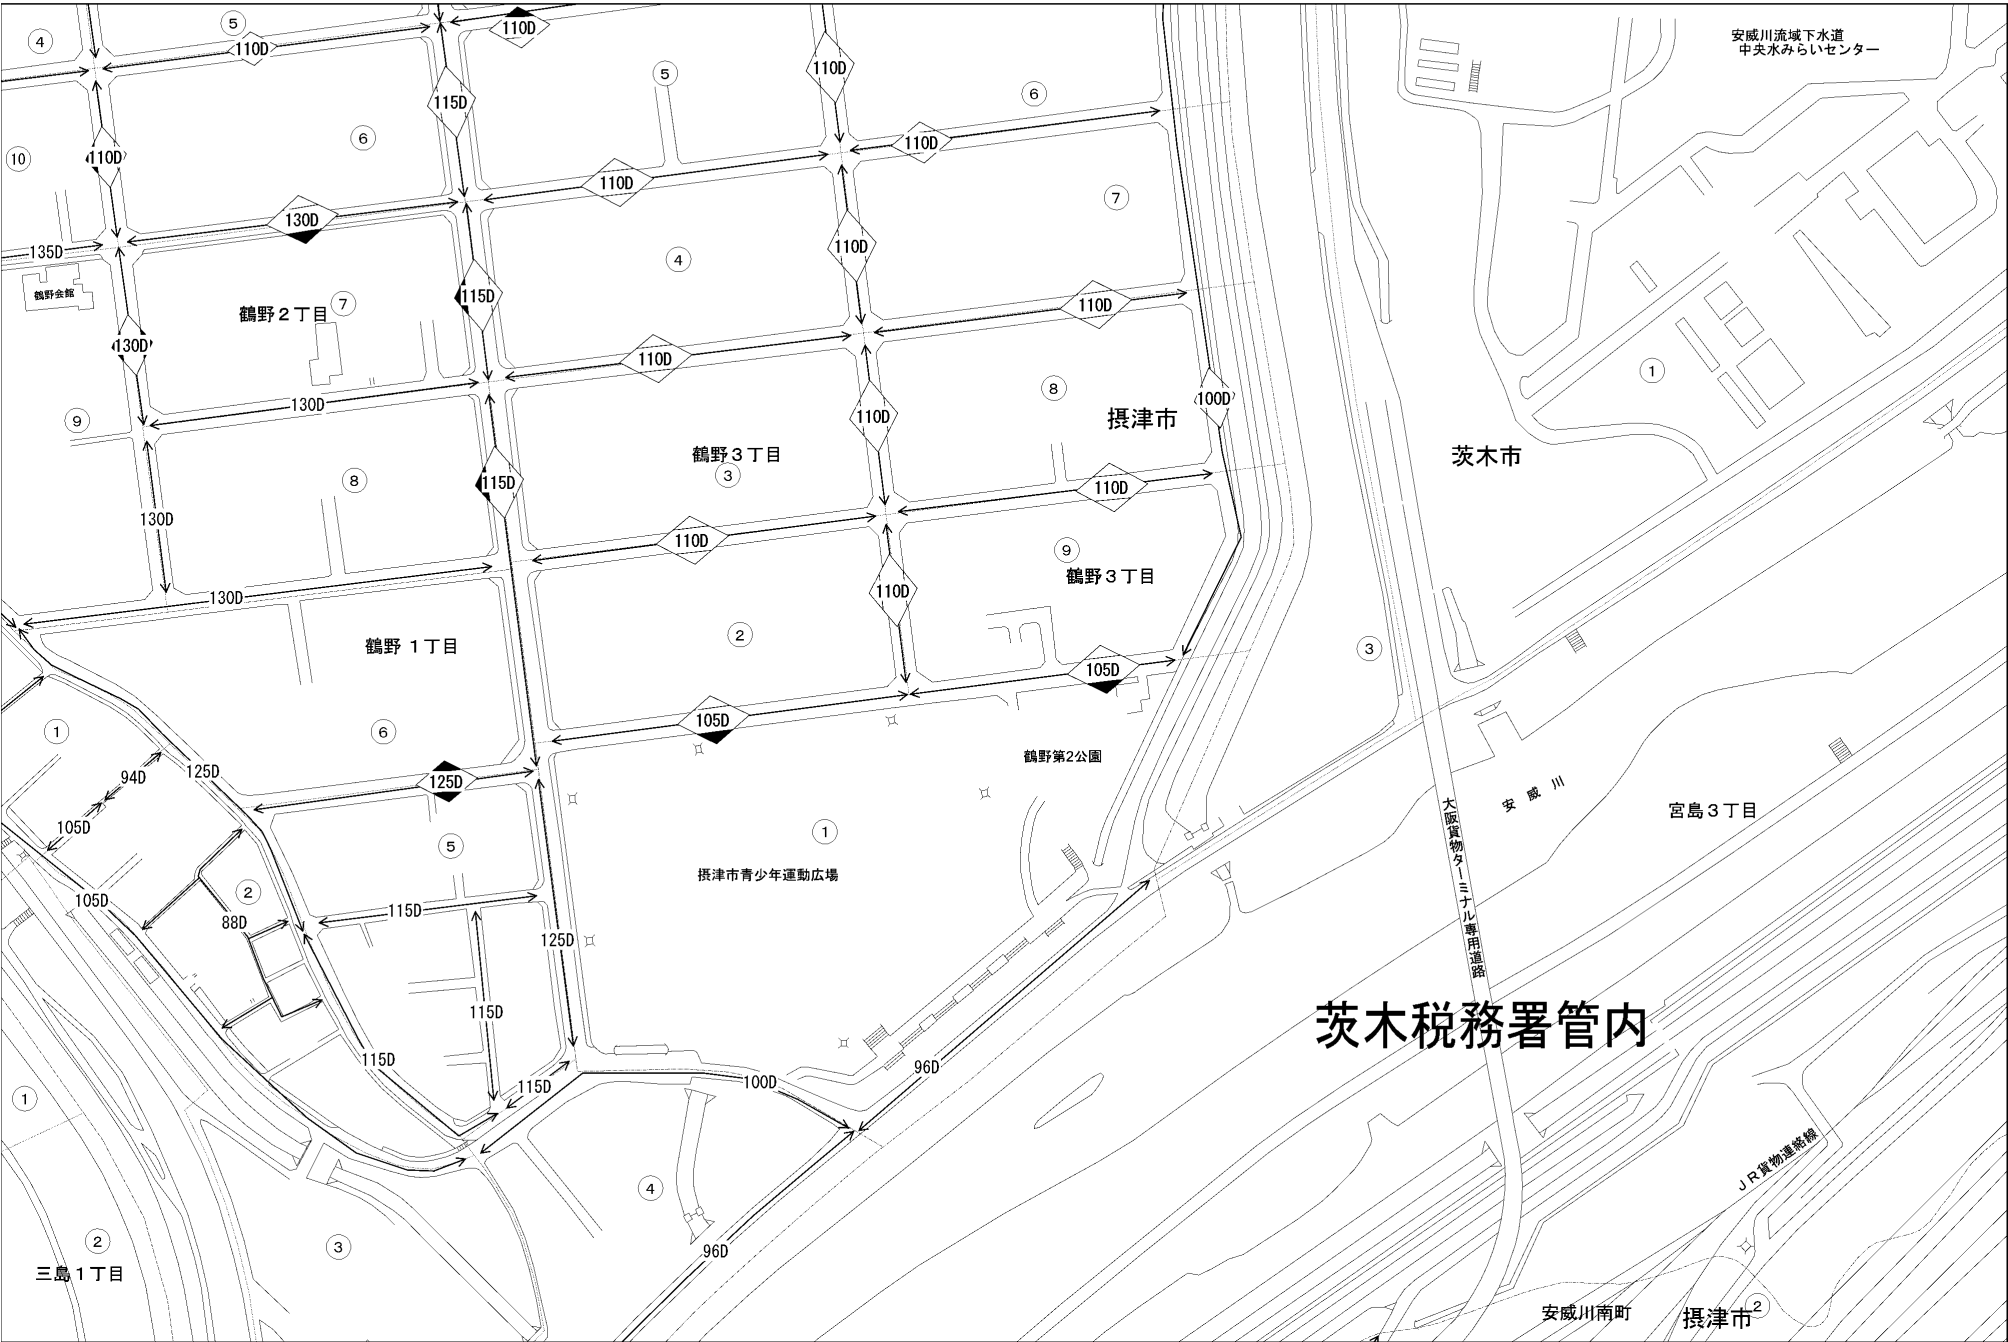 安威川流域下水道
中央水みらいセンター
④
⑤
110D
110D
110D
⑤
⑥
115D
⑥
110D
110D
⑩
110D
110D
⑦
130D
135D
110D
④
鶴野会館
鶴野２丁目
⑦
115D
110D
130D
110D
①
⑧
100D
130D
110D
⑨
摂津市
鶴野３丁目
③
茨木市
⑧
115D
110D
130D
110D
⑨
鶴野３丁目
110D
130D
②
鶴野 １丁目
③
105D
105D
①
⑥
鶴野第2公園
125D
94D
125D
安威川
宮島３丁目
105D
①
⑤
摂津市青少年運動広場
大阪貨物ターミナル専用道路
②
105D
88D
115D
125D
115D
茨木税務署管内
115D
96D
100D
115D
①
ＪＲ貨物連絡線
④
②
③
96D
三島１丁目
安威川南町
摂津市
②